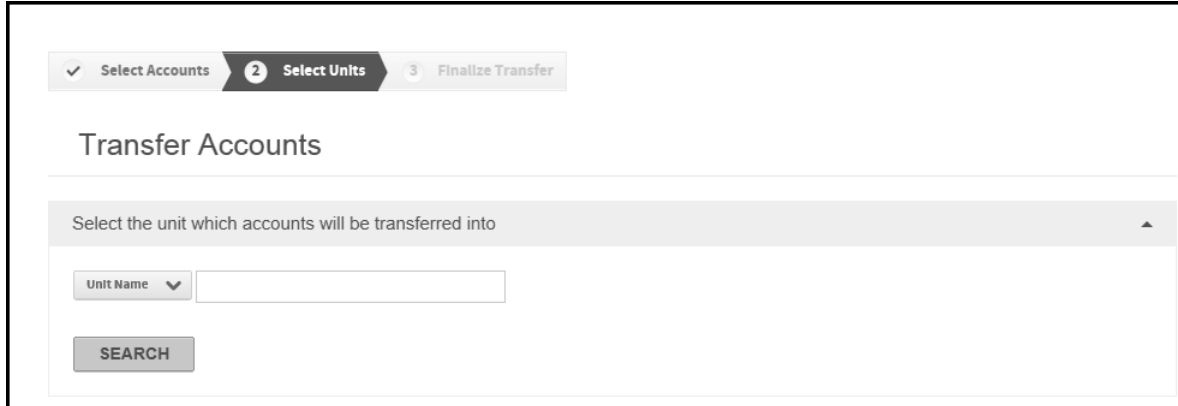 Select Accounts 2 Select Units 3 Finalize Transfer
Transfer Accounts
Select the unit which accounts will be transferred into
Unit Name
SEARCH